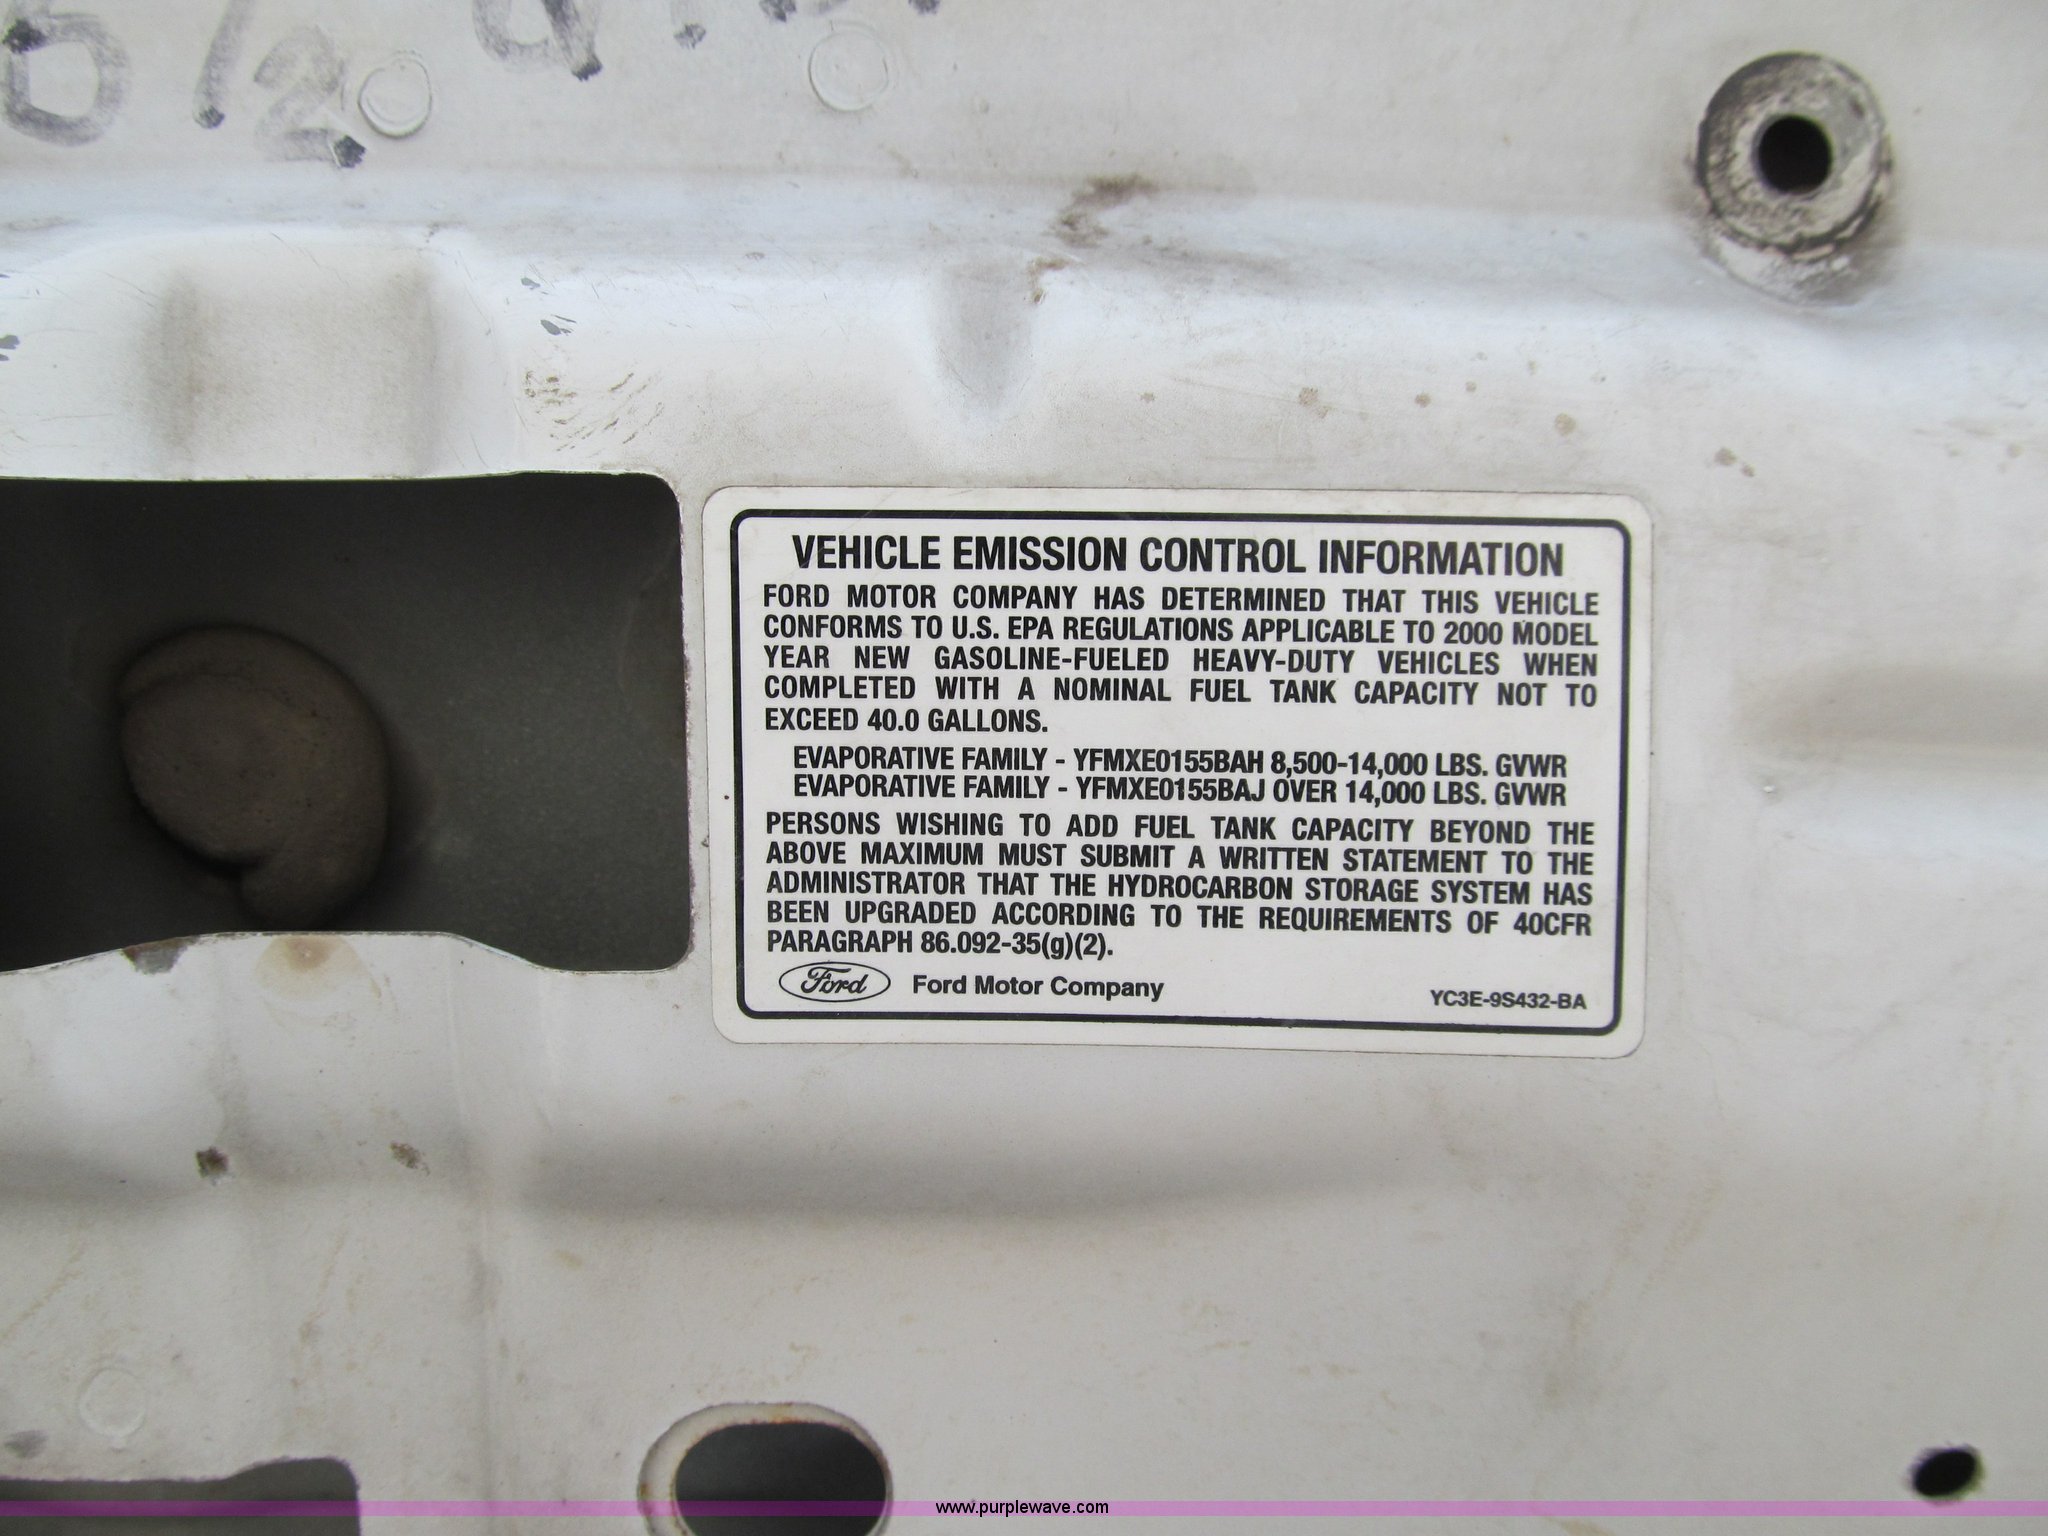 6 1/2 qts.
VEHICLE EMISSION CONTROL INFORMATION
FORD MOTOR COMPANY HAS DETERMINED THAT THIS VEHICLE
CONFORMS TO U.S. EPA REGULATIONS APPLICABLE TO 2000 MODEL
YEAR NEW GASOLINE-FUELED HEAVY-DUTY VEHICLES WHEN
COMPLETED WITH A NOMINAL FUEL TANK CAPACITY NOT TO
EXCEED 40.0 GALLONS.
EVAPORATIVE FAMILY - YFMXE0155BAH 8,500-14,000 LBS. GVWR
EVAPORATIVE FAMILY - YFMXE0155BAJ OVER 14,000 LBS. GVWR
PERSONS WISHING TO ADD FUEL TANK CAPACITY BEYOND THE
ABOVE MAXIMUM MUST SUBMIT A WRITTEN STATEMENT TO THE
ADMINISTRATOR THAT THE HYDROCARBON STORAGE SYSTEM HAS
BEEN UPGRADED ACCORDING TO THE REQUIREMENTS OF 40CFR
PARAGRAPH 86.092-35(g)(2).
Ford Ford Motor Company YC3E-9S432-BA
www.purplewave.com